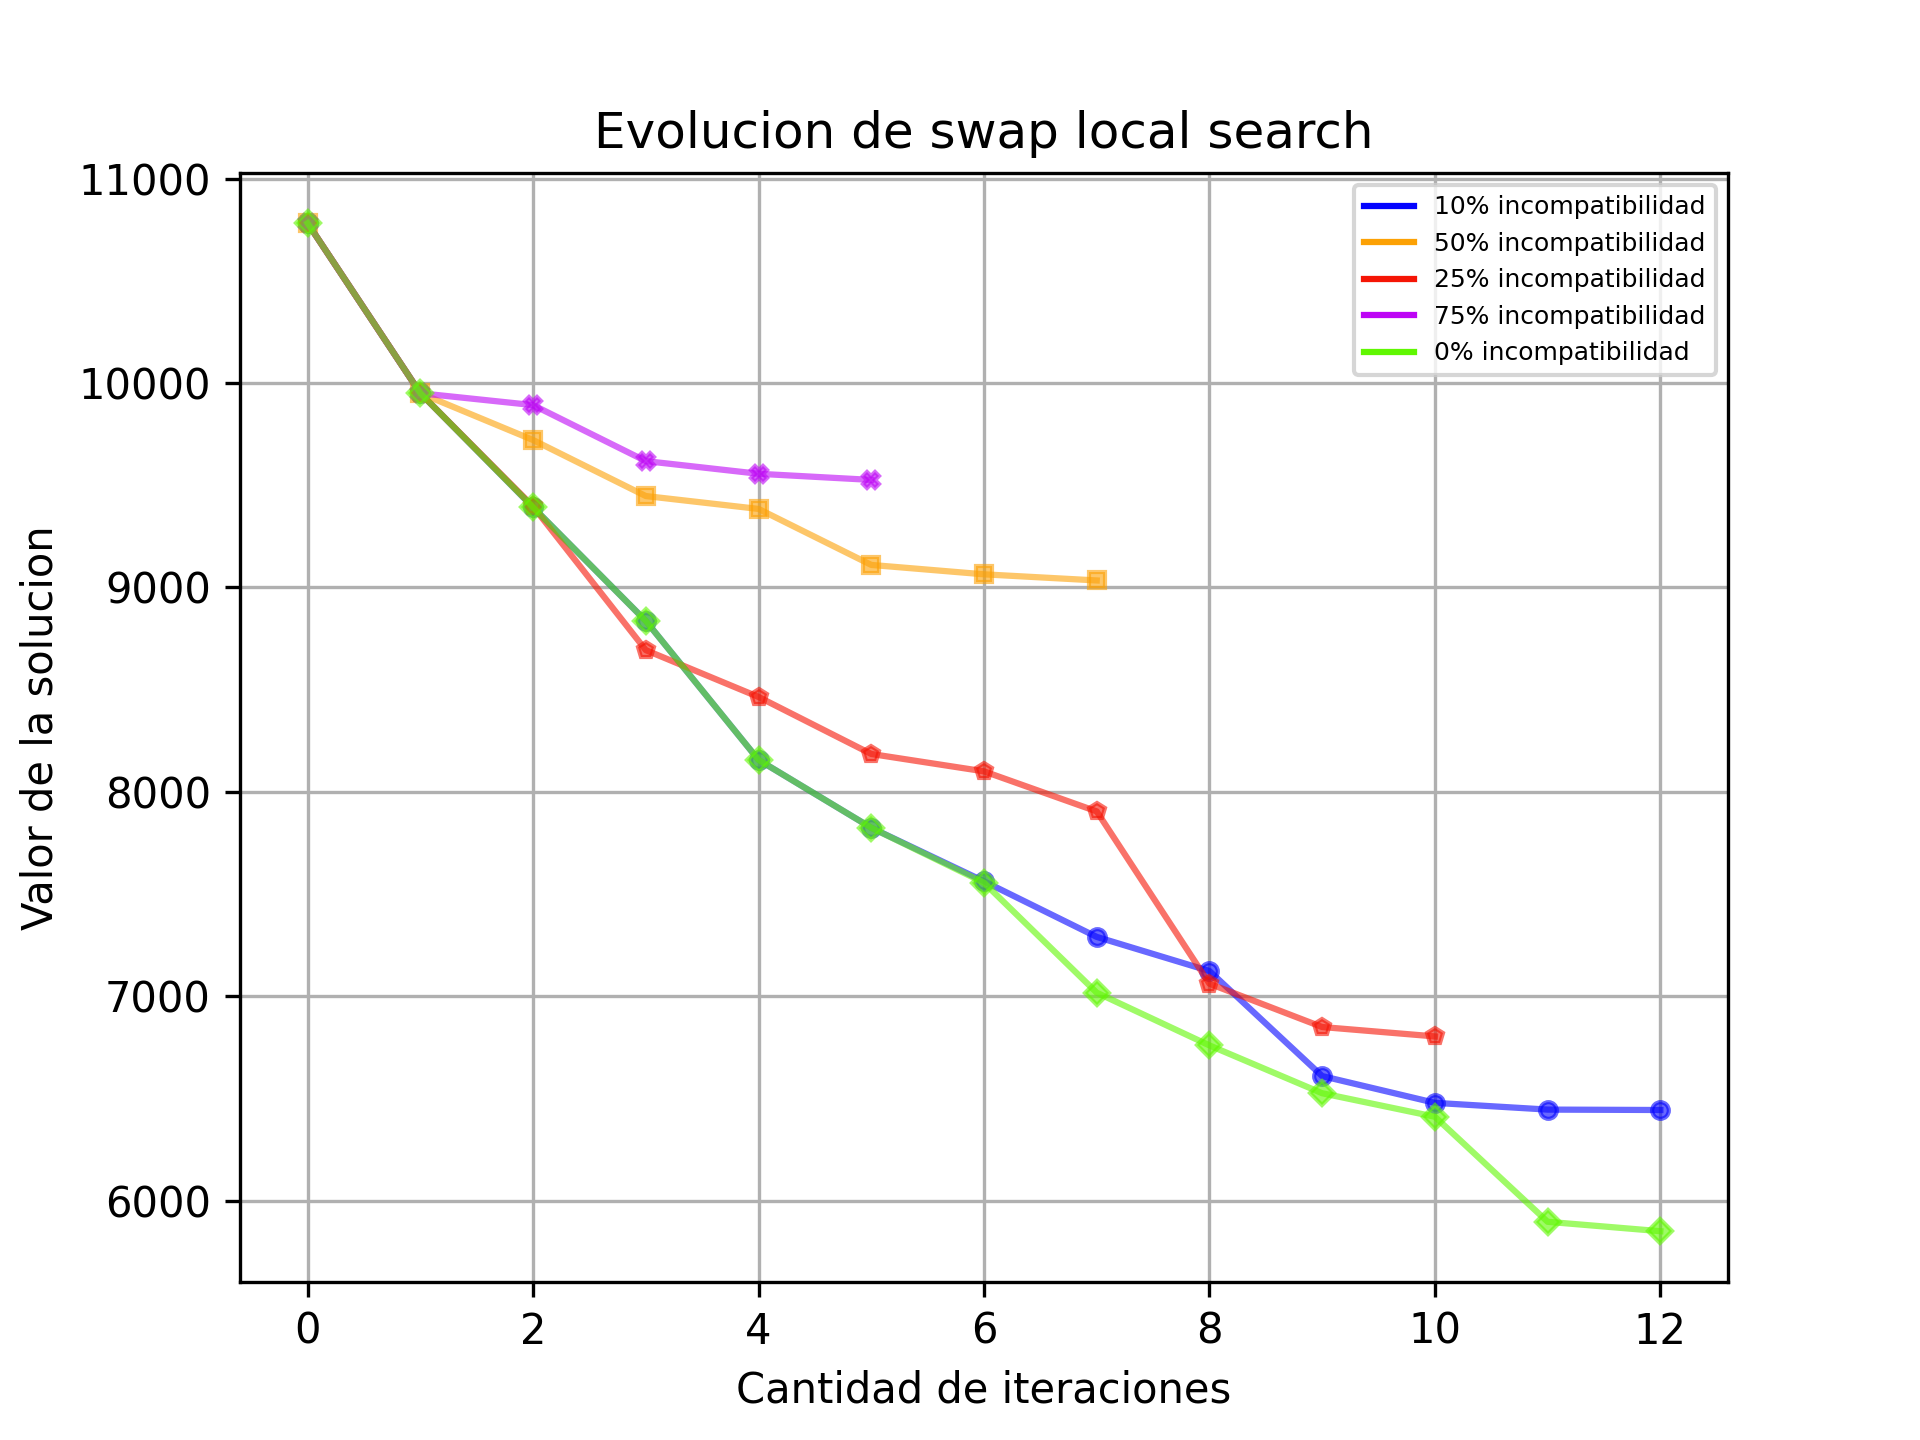 Evolucion de swap local search
11000
10000
9000
8000
7000
6000
Valor de la solucion
10% incompatibilidad
50% incompatibilidad
25% incompatibilidad
75% incompatibilidad
0% incompatibilidad
0 2 4 6 8 10 12
Cantidad de iteraciones